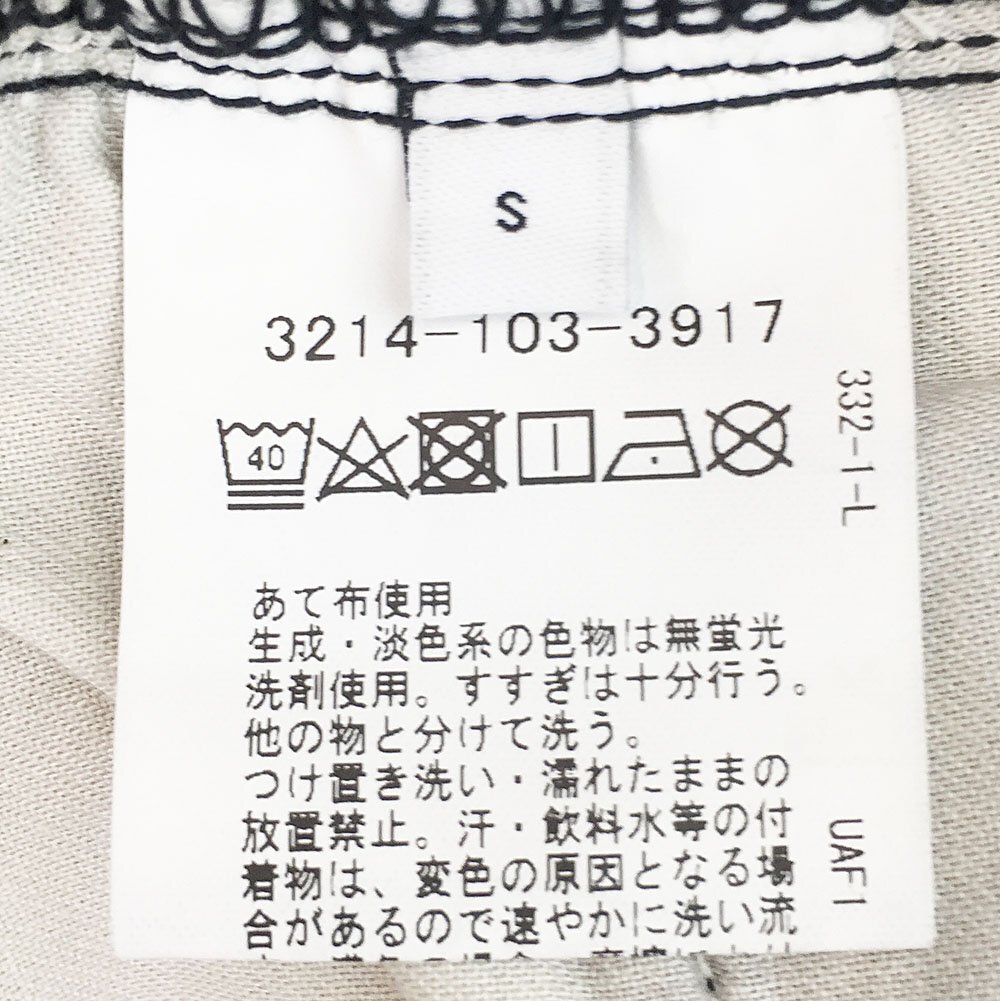 S
3214-103-3917
40
332-1-L
あて布使用
生成・淡色系の色物は無蛍光
洗剤使用。すすぎは十分行う。
他の物と分けて洗う。
つけ置き洗い・濡れたままの
放置禁止。汗・飲料水等の付
着物は、変色の原因となる場
合があるので速やかに洗い流
UAF1